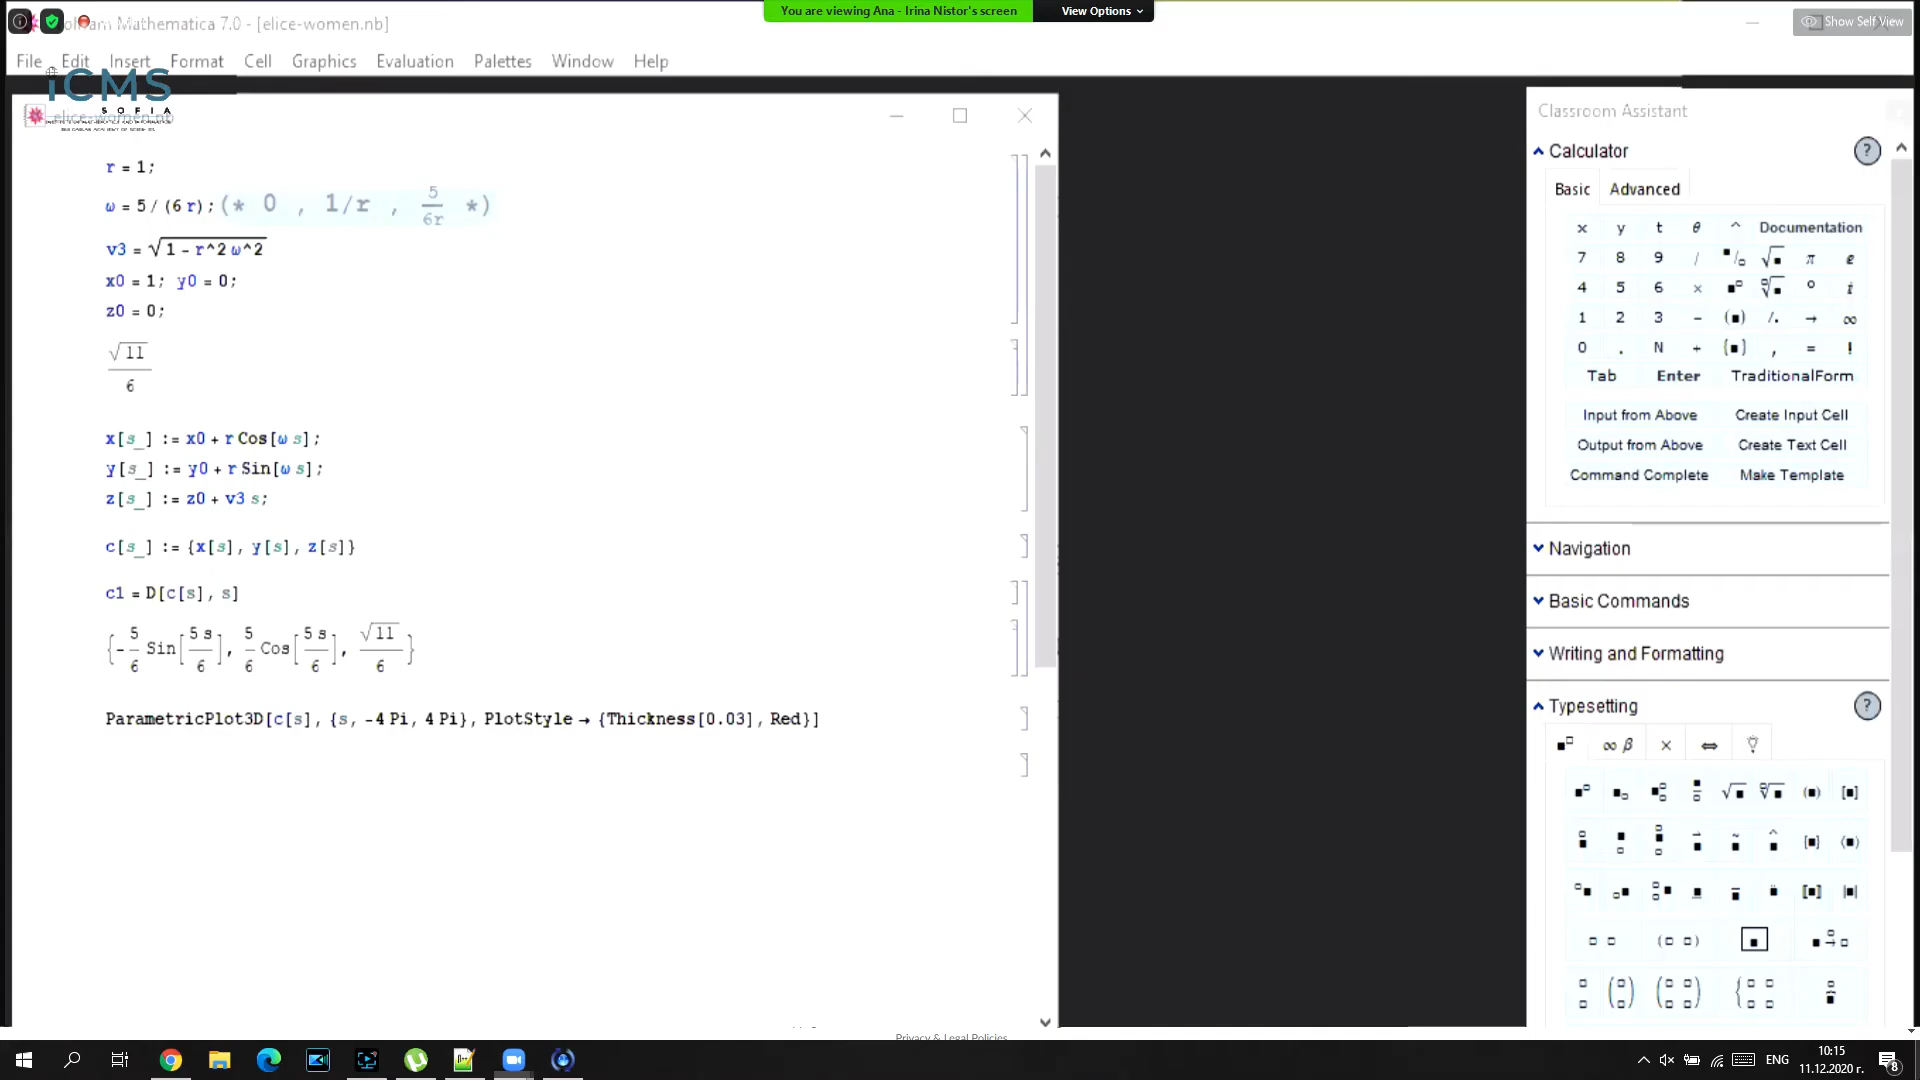 You are viewing Ana - Irina Nistor's screen
View Options
Show Self View
Mathematica 7.0 - [elice-women.nb]
File Edit Insert Format Cell Graphics Evaluation Palettes Window Help
iCMS
SOFIA
elice-women.nb
r = 1;
ω = 5 / (6 r); (* 0 , 1/r , 5/6r *)
v3 = √1 - r^2 ω^2
x0 = 1; y0 = 0;
z0 = 0;
√11
6
x[s_] := x0 + r Cos[ω s];
y[s_] := y0 + r Sin[ω s];
z[s_] := z0 + v3 s;
c[s_] := {x[s], y[s], z[s]}
c1 = D[c[s], s]
{-5/6 Sin[5 s/6], 5/6 Cos[5 s/6], √11/6}
ParametricPlot3D[c[s], {s, -4 Pi, 4 Pi}, PlotStyle → {Thickness[0.03], Red}]
Classroom Assistant
Calculator
?
Basic Advanced
x y t θ ^ Documentation
7 8 9 / ■/□ √■ π e
4 5 6 × ■□ □√■ ° i
1 2 3 - (■) /. → ∞
0 . N + {■} , = !
Tab Enter TraditionalForm
Input from Above Create Input Cell
Output from Above Create Text Cell
Command Complete Make Template
Navigation
Basic Commands
Writing and Formatting
Typesetting
?
∞ β
Privacy & Legal Policies
ENG
10:15
11.12.2020 г.
8